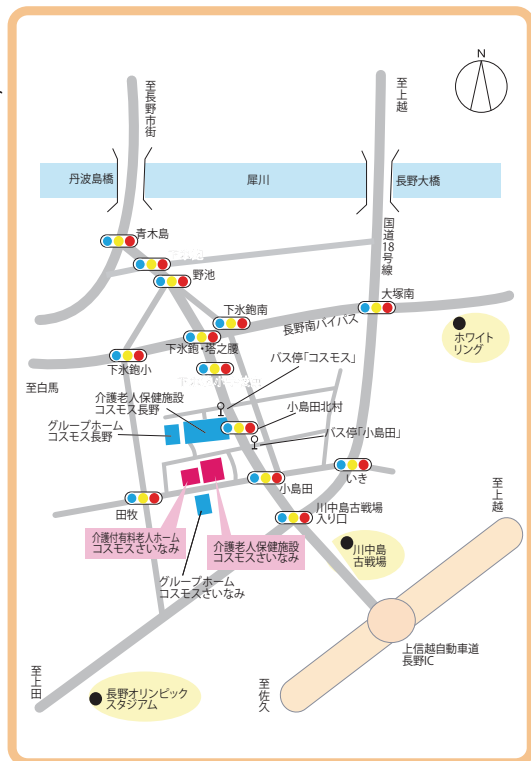 N
至長野市街
至上越
丹波島橋
犀川
長野大橋
国道18号線
青木島
野池
大塚南
下氷鉋南
長野南バイパス
ホワイト
リング
下氷鉋・塔之腰
下氷鉋小
至白馬
バス停「コスモス」
介護老人保健施設
コスモス長野
小島田北村
グループホーム
コスモス長野
バス停「小島田」
いき
小島田
至上越
田牧
川中島古戦場
入り口
介護付有料老人ホーム
コスモスさいなみ
介護老人保健施設
コスモスさいなみ
川中島
古戦場
グループホーム
コスモスさいなみ
上信越自動車道
長野IC
至上田
至佐久
長野オリンピック
スタジアム